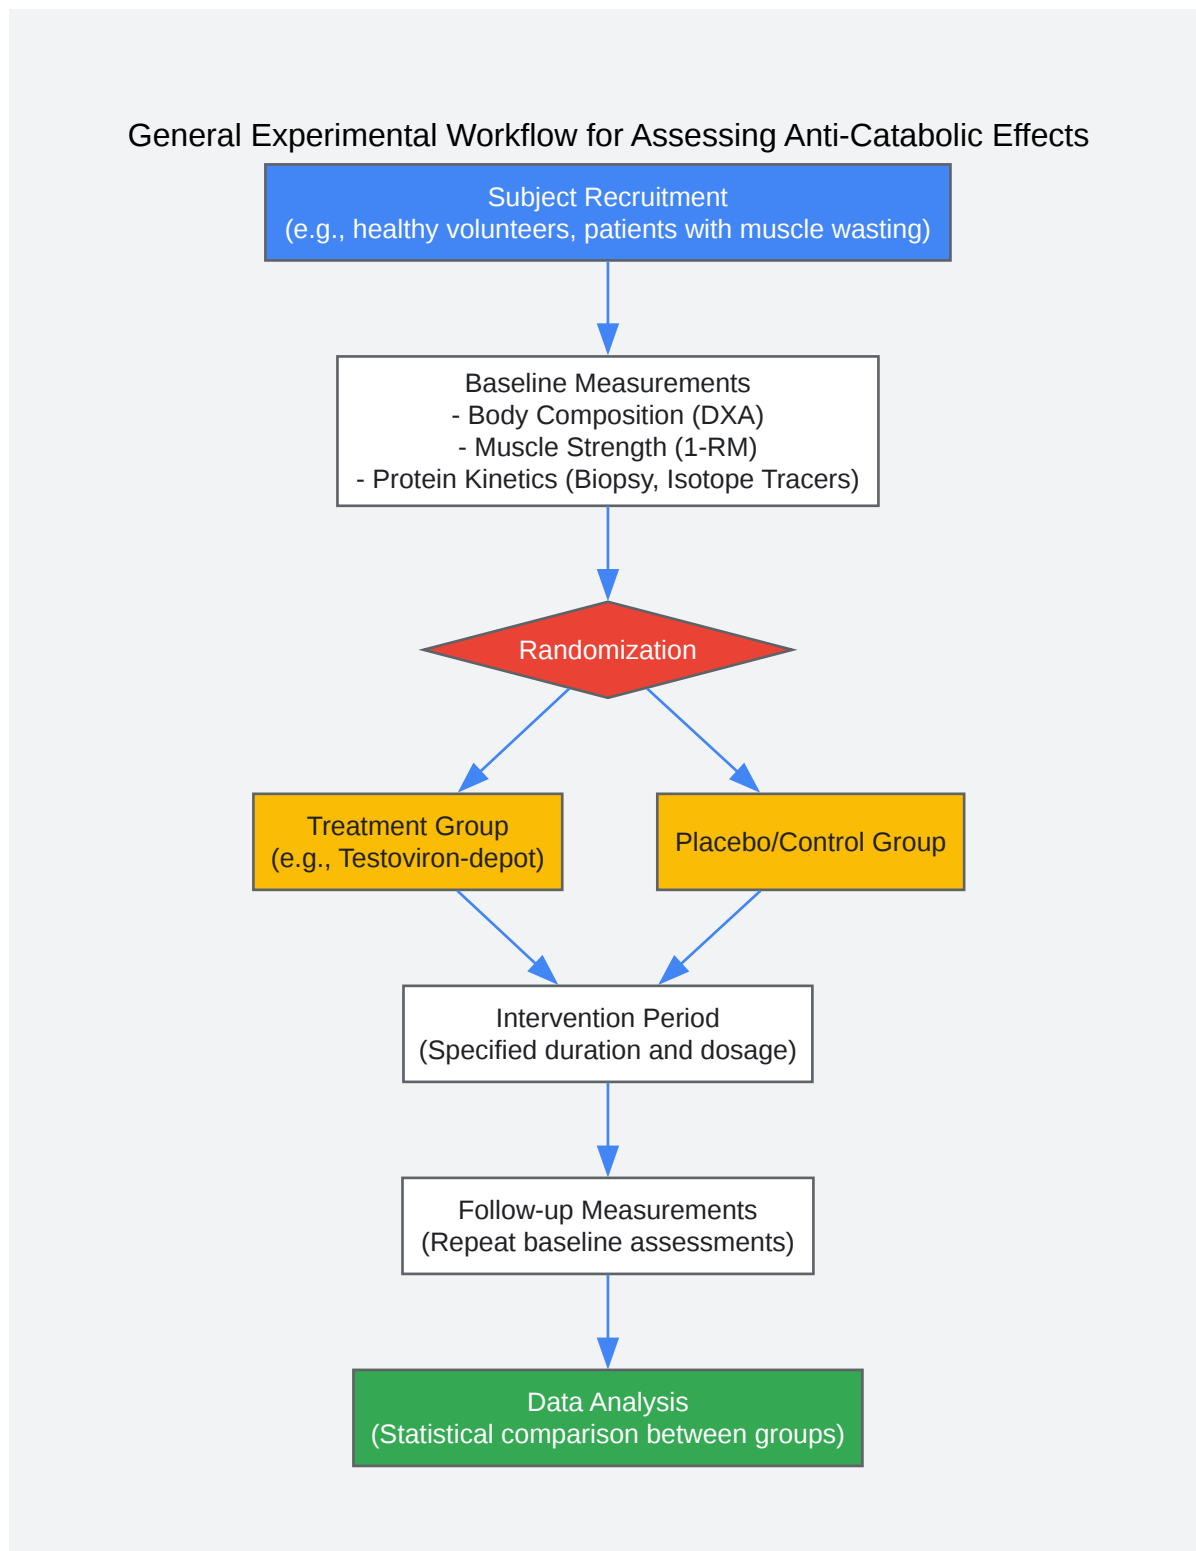 General Experimental Workflow for Assessing Anti-Catabolic Effects
Subject Recruitment
(e.g., healthy volunteers, patients with muscle wasting)
Baseline Measurements
- Body Composition (DXA)
- Muscle Strength (1-RM)
- Protein Kinetics (Biopsy, Isotope Tracers)
Randomization
Treatment Group
(e.g., Testoviron-depot)
Placebo/Control Group
Intervention Period
(Specified duration and dosage)
Follow-up Measurements
(Repeat baseline assessments)
Data Analysis
(Statistical comparison between groups)